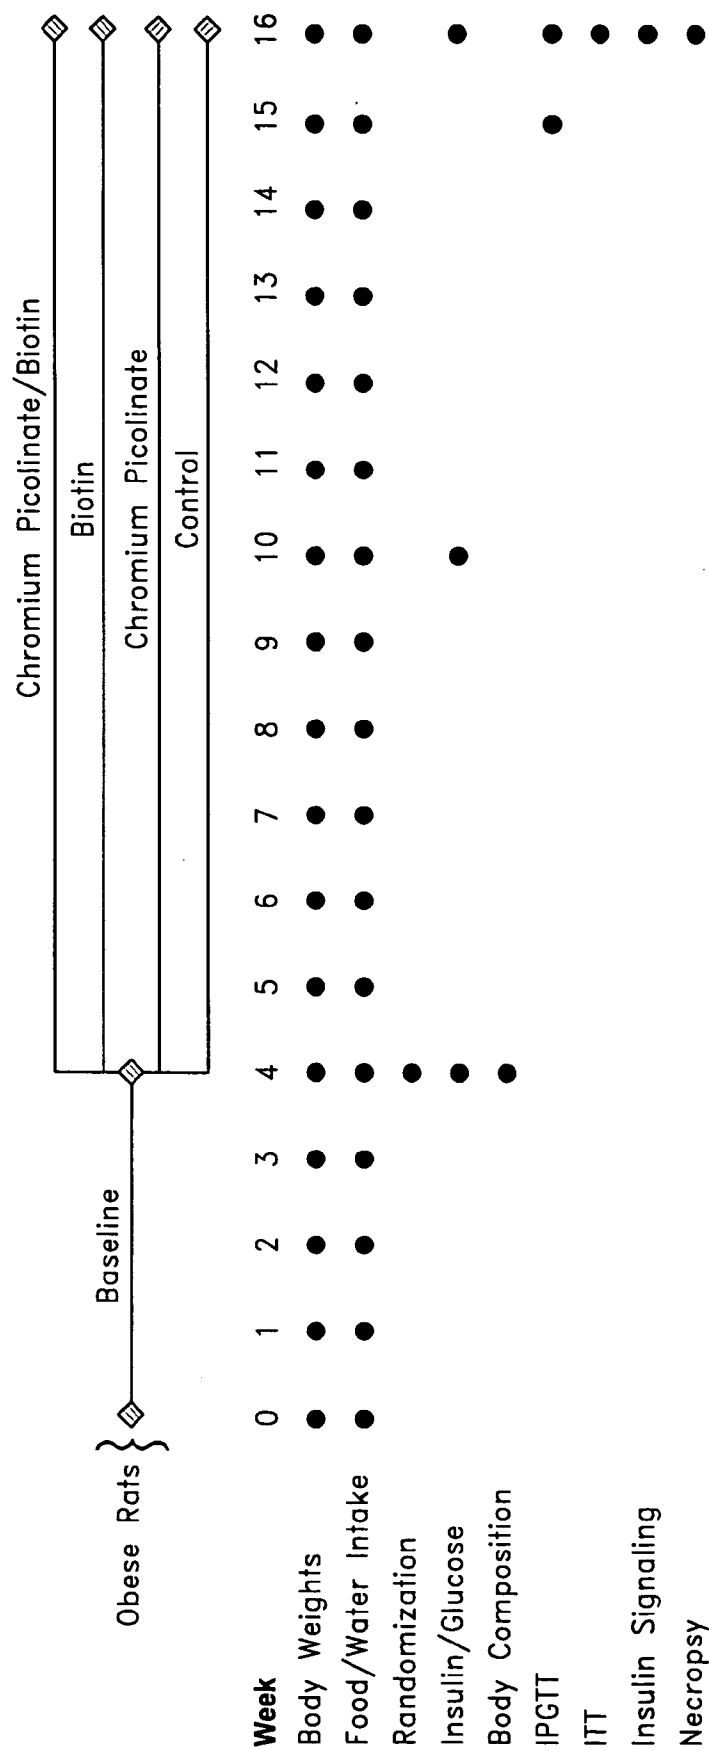 Chromium Picolinate/Biotin
Biotin
Chromium Picolinate
Control
Baseline
Obese Rats
Week 0 1 2 3 4 5 6 7 8 9 10 11 12 13 14 15 16
Body Weights
Food/Water Intake
Randomization
Insulin/Glucose
Body Composition
IPGTT
ITT
Insulin Signaling
Necropsy